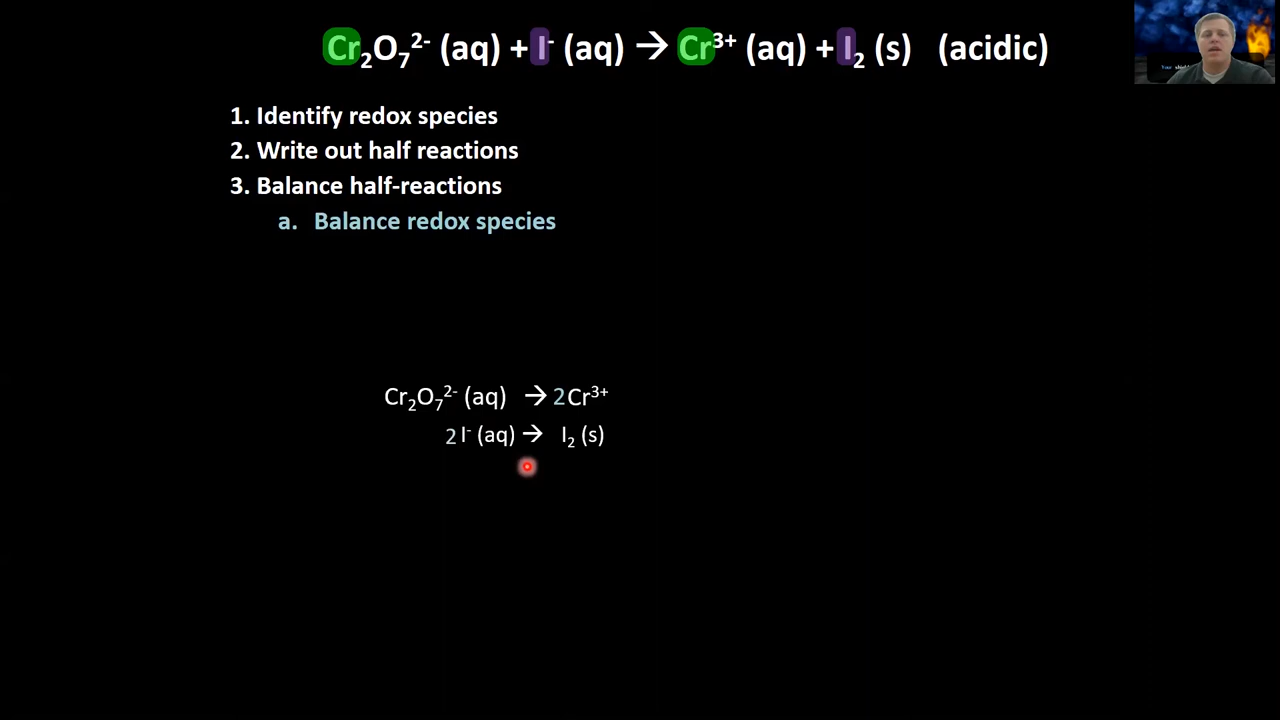 Cr₂O₇²⁻ (aq) + I⁻ (aq) → Cr³⁺ (aq) + I₂ (s) (acidic)
1. Identify redox species
2. Write out half reactions
3. Balance half-reactions
a. Balance redox species
Cr₂O₇²⁻ (aq) → 2Cr³⁺
2 I⁻ (aq) → I₂ (s)